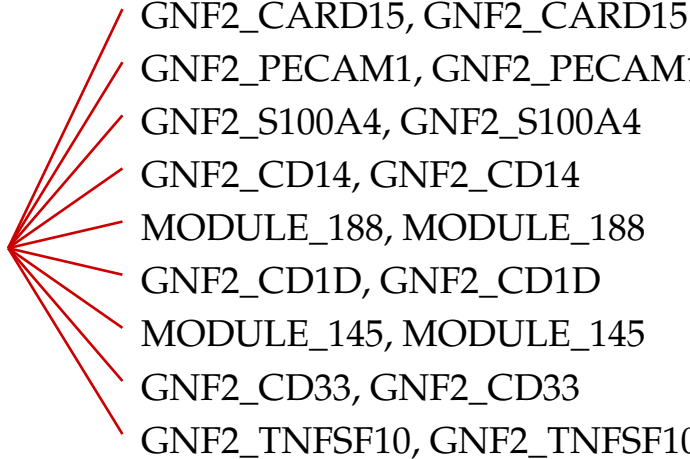 GNF2_CARD15, GNF2_CARD15
GNF2_PECAM1, GNF2_PECAM1
GNF2_S100A4, GNF2_S100A4
GNF2_CD14, GNF2_CD14
MODULE_188, MODULE_188
GNF2_CD1D, GNF2_CD1D
MODULE_145, MODULE_145
GNF2_CD33, GNF2_CD33
GNF2_TNFSF10, GNF2_TNFSF10